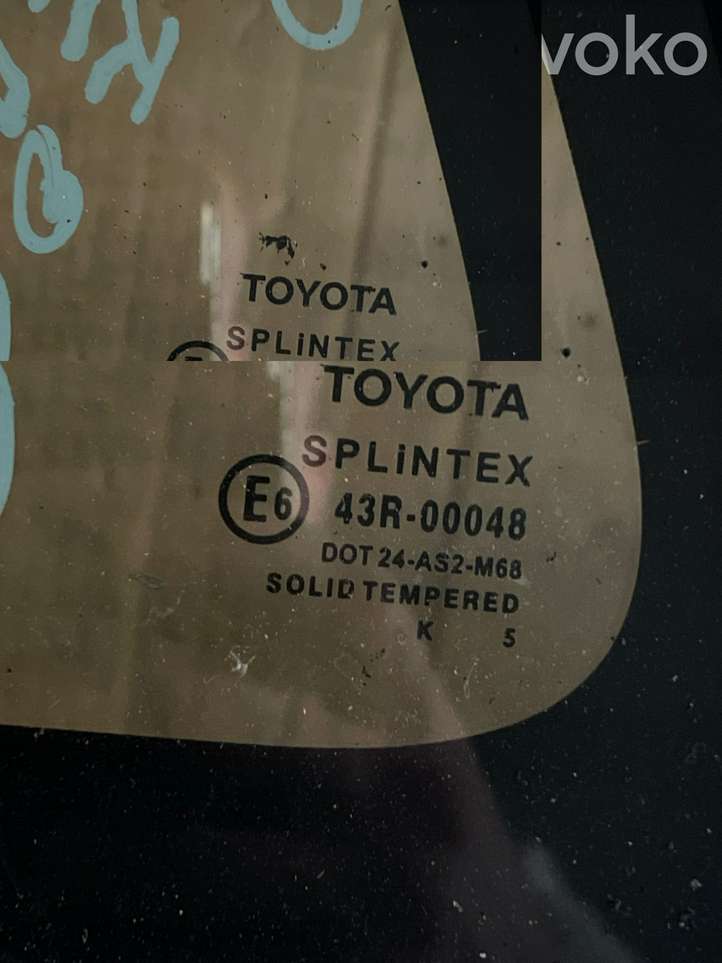 voko
TOYOTA
SPLiNTEX
TOYOTA
SPLiNTEX
E6 43R-00048
DOT 24-AS2-M68
SOLID TEMPERED
K 5